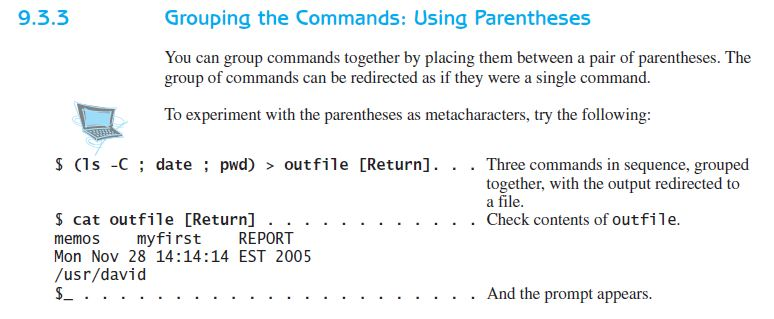 9.3.3 Grouping the Commands: Using Parentheses
You can group commands together by placing them between a pair of parentheses. The
group of commands can be redirected as if they were a single command.
To experiment with the parentheses as metacharacters, try the following:
$ (ls -C ; date ; pwd) > outfile [Return]. . . Three commands in sequence, grouped
together, with the output redirected to
a file.
$ cat outfile [Return] . . . . . . . . . . . . Check contents of outfile.
memos myfirst REPORT
Mon Nov 28 14:14:14 EST 2005
/usr/david
$_ . . . . . . . . . . . . . . . . . . . . . . And the prompt appears.